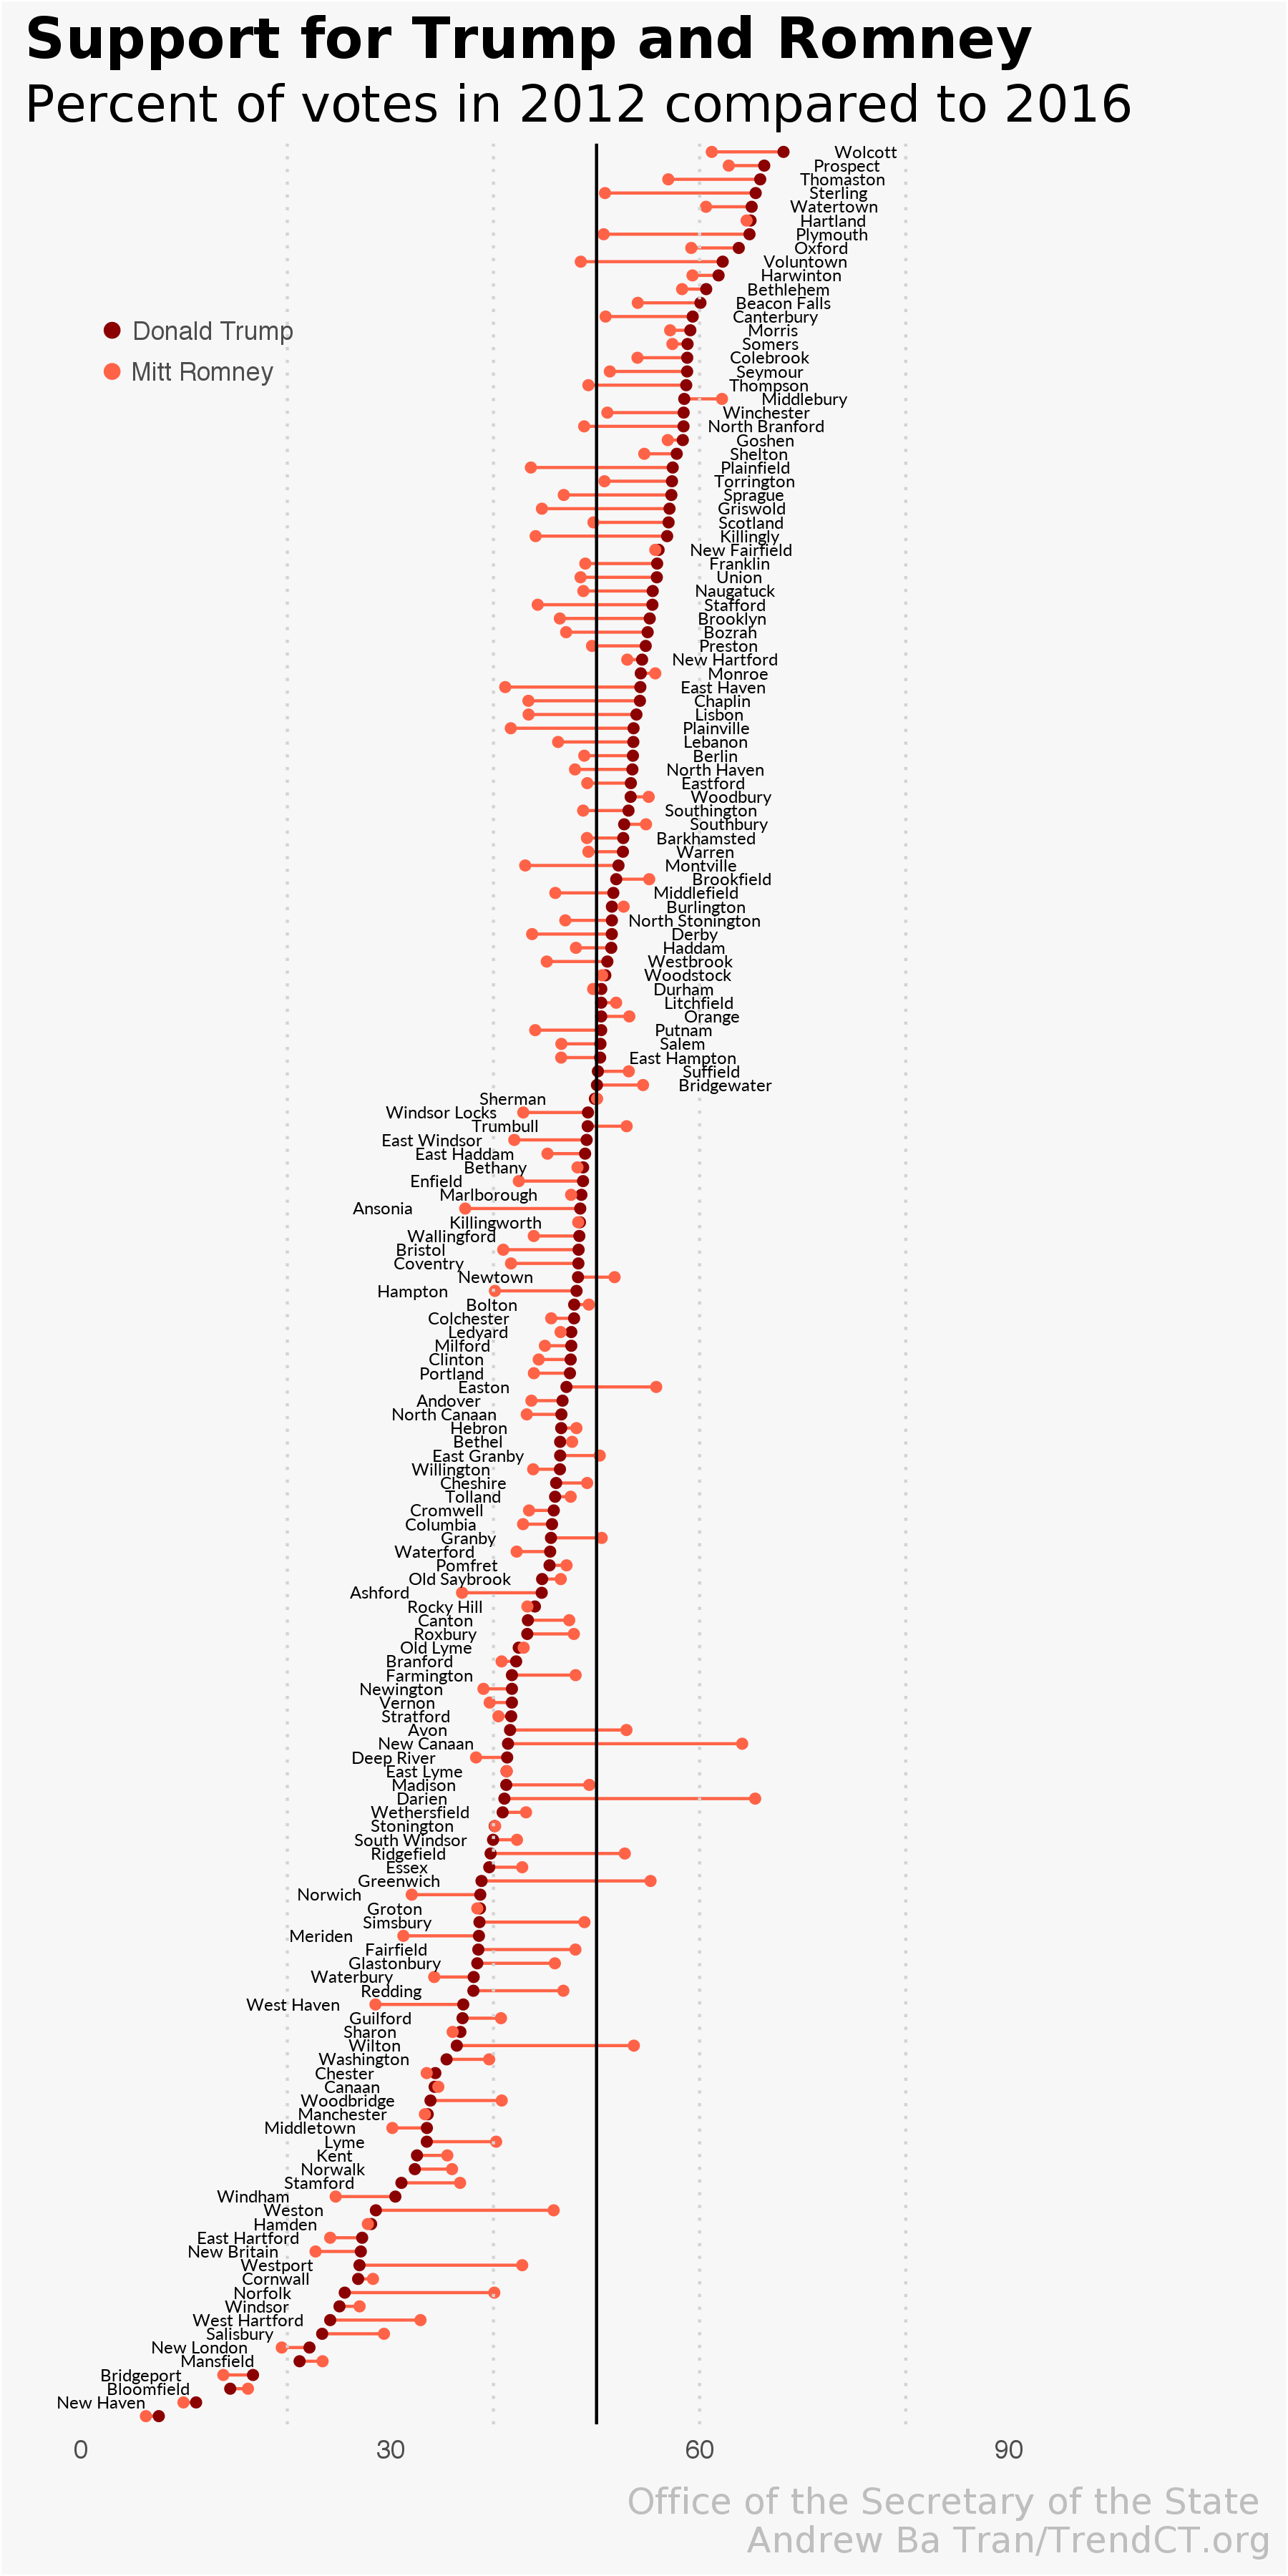 Support for Trump and Romney
Percent of votes in 2012 compared to 2016
Wolcott
Prospect
Thomaston
Sterling
Watertown
Hartland
Plymouth
Oxford
Voluntown
Harwinton
Bethlehem
Beacon Falls
Canterbury
Donald Trump
Morris
Somers
Colebrook
Mitt Romney
Seymour
Thompson
Middlebury
Winchester
North Branford
Goshen
Shelton
Plainfield
Torrington
Sprague
Griswold
Scotland
Killingly
New Fairfield
Franklin
Union
Naugatuck
Stafford
Brooklyn
Bozrah
Preston
New Hartford
Monroe
East Haven
Chaplin
Lisbon
Plainville
Lebanon
Berlin
North Haven
Eastford
Woodbury
Southington
Southbury
Barkhamsted
Warren
Montville
Brookfield
Middlefield
Burlington
North Stonington
Derby
Haddam
Westbrook
Woodstock
Durham
Litchfield
Orange
Putnam
Salem
East Hampton
Suffield
Bridgewater
Sherman
Windsor Locks
Trumbull
East Windsor
East Haddam
Bethany
Enfield
Marlborough
Ansonia
Killingworth
Wallingford
Bristol
Coventry
Newtown
Hampton
Bolton
Colchester
Ledyard
Milford
Clinton
Portland
Easton
Andover
North Canaan
Hebron
Bethel
East Granby
Willington
Cheshire
Tolland
Cromwell
Columbia
Granby
Waterford
Pomfret
Old Saybrook
Ashford
Rocky Hill
Canton
Roxbury
Old Lyme
Branford
Farmington
Newington
Vernon
Stratford
Avon
New Canaan
Deep River
East Lyme
Madison
Darien
Wethersfield
Stonington
South Windsor
Ridgefield
Essex
Greenwich
Norwich
Groton
Simsbury
Meriden
Fairfield
Glastonbury
Waterbury
Redding
West Haven
Guilford
Sharon
Wilton
Washington
Chester
Canaan
Woodbridge
Manchester
Middletown
Lyme
Kent
Norwalk
Stamford
Windham
Weston
Hamden
East Hartford
New Britain
Westport
Cornwall
Norfolk
Windsor
West Hartford
Salisbury
New London
Mansfield
Bridgeport
Bloomfield
New Haven
0 30 60 90
Office of the Secretary of the State
Andrew Ba Tran/TrendCT.org